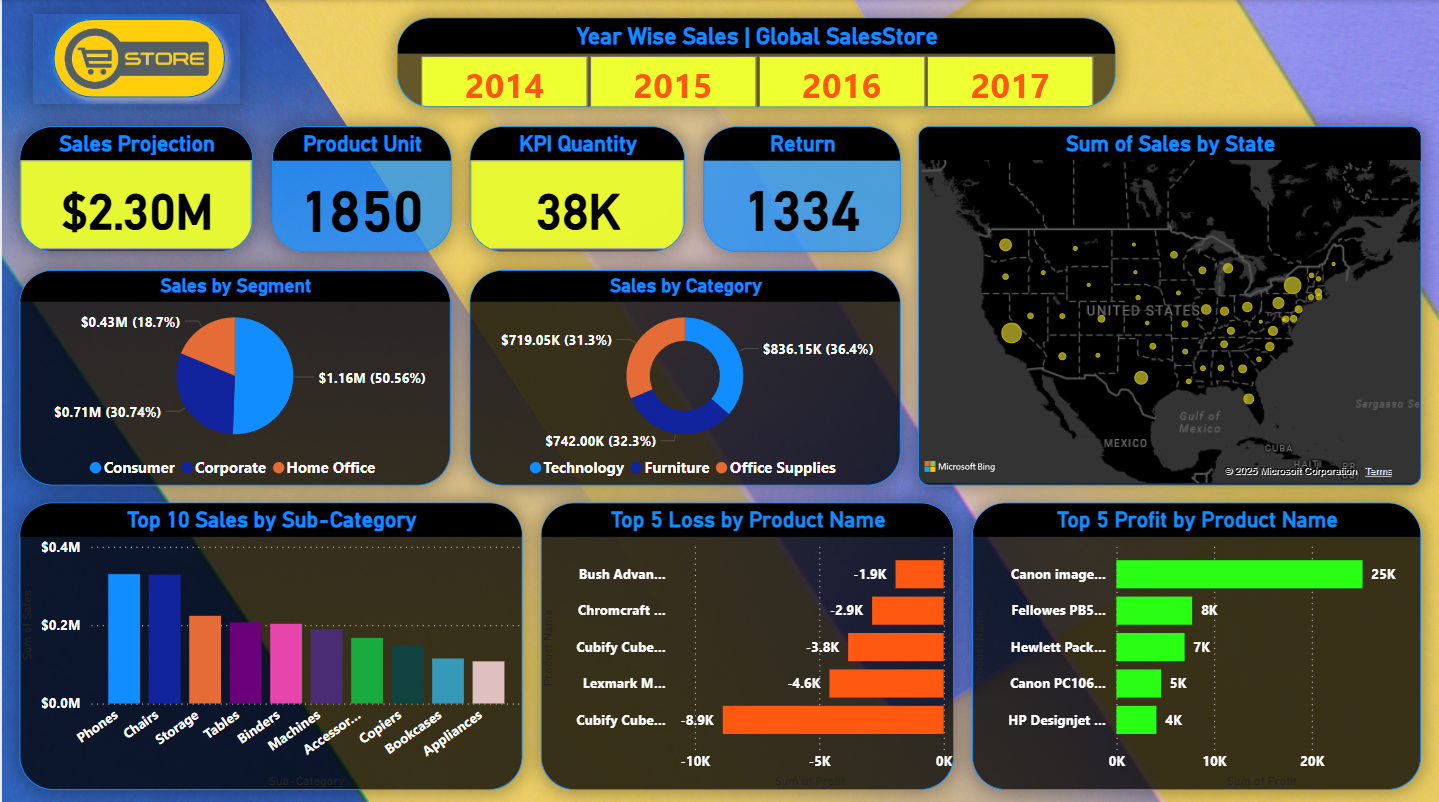 STORE
Year Wise Sales | Global SalesStore
2014
2015
2016
2017
Sales Projection
$2.30M
Product Unit
1850
KPI Quantity
38K
Return
1334
Sum of Sales by State
UNITED STATES
MEXICO
Gulf of
Mexico
CUBA
HAITI
PR
Sargasso Se
Microsoft Bing
© 2025 Microsoft Corporation Terms
Sales by Segment
$0.43M (18.7%)
$1.16M (50.56%)
$0.71M (30.74%)
Consumer Corporate Home Office
Sales by Category
$719.05K (31.3%)
$836.15K (36.4%)
$742.00K (32.3%)
Technology Furniture Office Supplies
Top 10 Sales by Sub-Category
Sum of Sales
$0.4M
$0.2M
$0.0M
Phones
Chairs
Storage
Tables
Binders
Machines
Accessor...
Copiers
Bookcases
Appliances
Sub-Category
Top 5 Loss by Product Name
Product Name
Bush Advan... -1.9K
Chromcraft ... -2.9K
Cubify Cube... -3.8K
Lexmark M... -4.6K
Cubify Cube... -8.9K
-10K -5K 0K
Sum of Profit
Top 5 Profit by Product Name
Product Name
Canon image... 25K
Fellowes PB5... 8K
Hewlett Pack... 7K
Canon PC106... 5K
HP Designjet ... 4K
0K 10K 20K
Sum of Profit